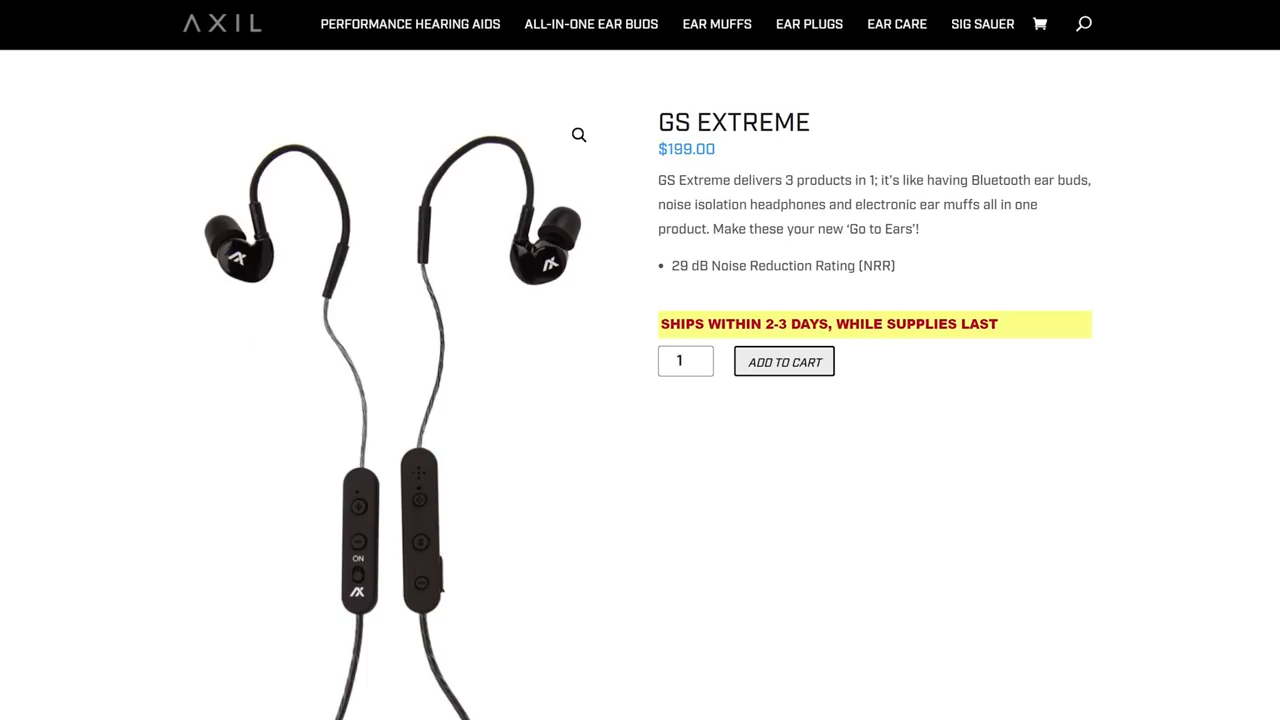 AXIL
PERFORMANCE HEARING AIDS
ALL-IN-ONE EAR BUDS
EAR MUFFS
EAR PLUGS
EAR CARE
SIG SAUER
GS EXTREME
$199.00
GS Extreme delivers 3 products in 1; it's like having Bluetooth ear buds,
noise isolation headphones and electronic ear muffs all in one
product. Make these your new ‘Go to Ears’!
• 29 dB Noise Reduction Rating (NRR)
SHIPS WITHIN 2-3 DAYS, WHILE SUPPLIES LAST
1
ADD TO CART
ON